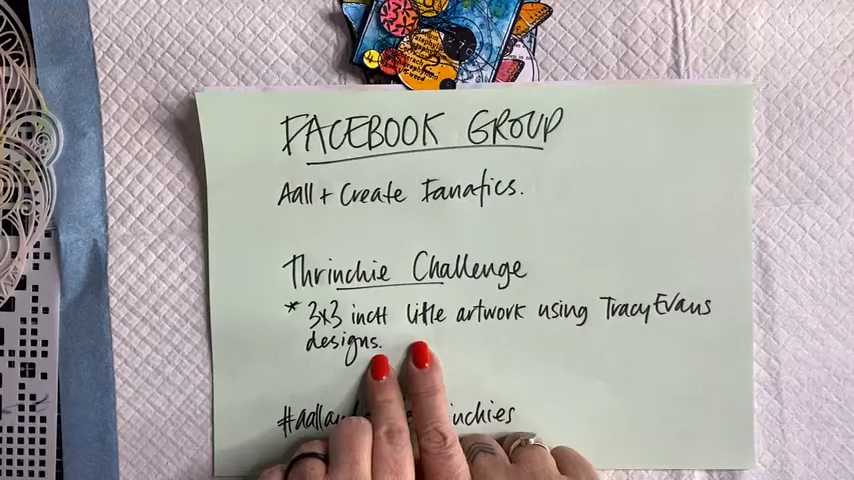 FACEBOOK GROUP
Aall + Create Fanatics.
Thrinchie Challenge
* 3x3 inch little artwork using Tracy Evans
designs.